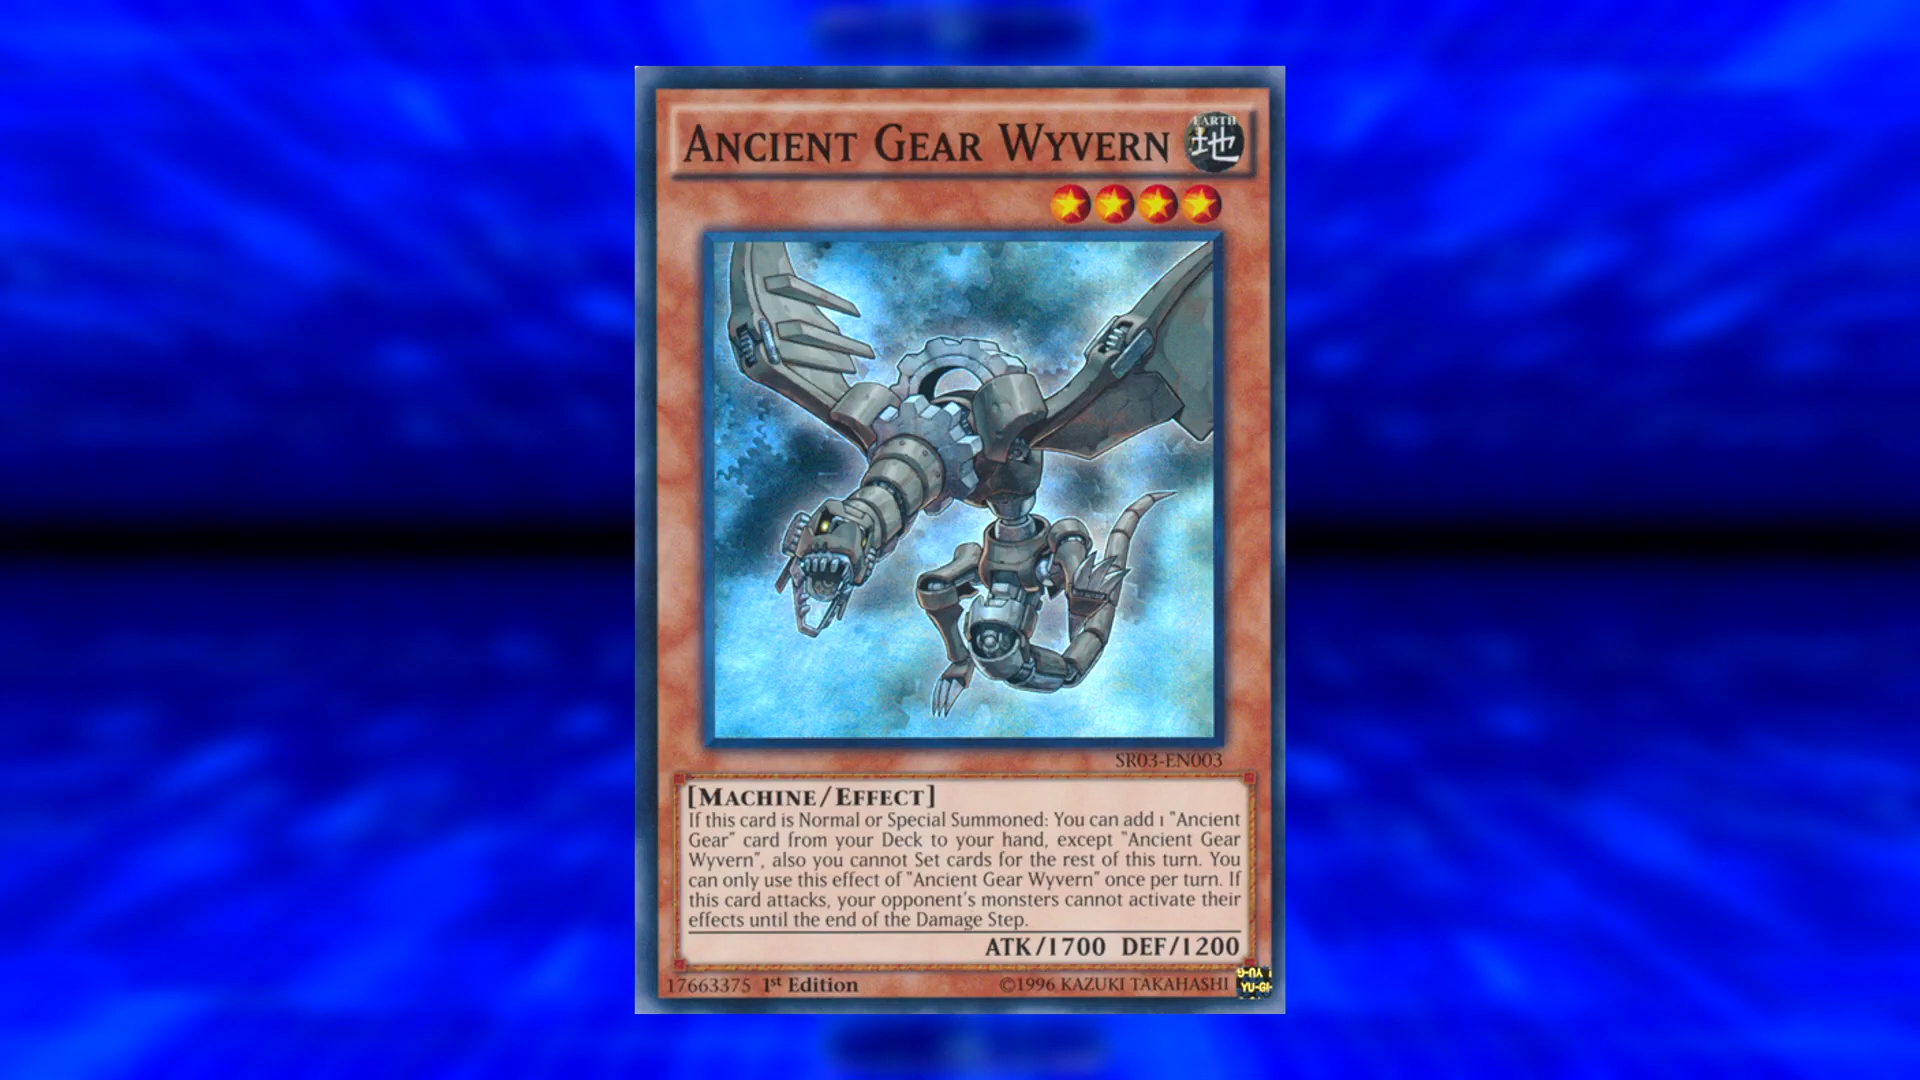 ANCIENT GEAR WYVERN
EARTH
地
SR03-EN003
[MACHINE/EFFECT]
If this card is Normal or Special Summoned: You can add 1 "Ancient
Gear" card from your Deck to your hand, except "Ancient Gear
Wyvern", also you cannot Set cards for the rest of this turn. You
can only use this effect of "Ancient Gear Wyvern" once per turn. If
this card attacks, your opponent's monsters cannot activate their
effects until the end of the Damage Step.
ATK/1700 DEF/1200
17663375 1st Edition
©1996 KAZUKI TAKAHASHI
YU-GI-